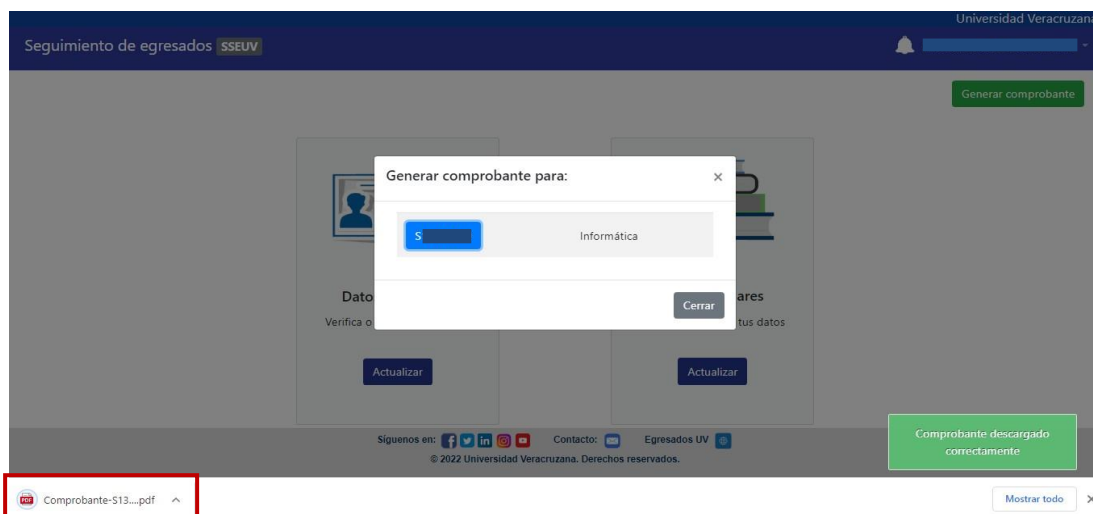 Universidad Veracruzana
Seguimiento de egresados SSEUV
Generar comprobante
Generar comprobante para:
×
S
Informática
Cerrar
Dato
ares
Verifica o
tus datos
Actualizar
Actualizar
Síguenos en:
Contacto:
Egresados UV
© 2022 Universidad Veracruzana. Derechos reservados.
Comprobante descargado
correctamente
PDF
Comprobante-S13....pdf
Mostrar todo